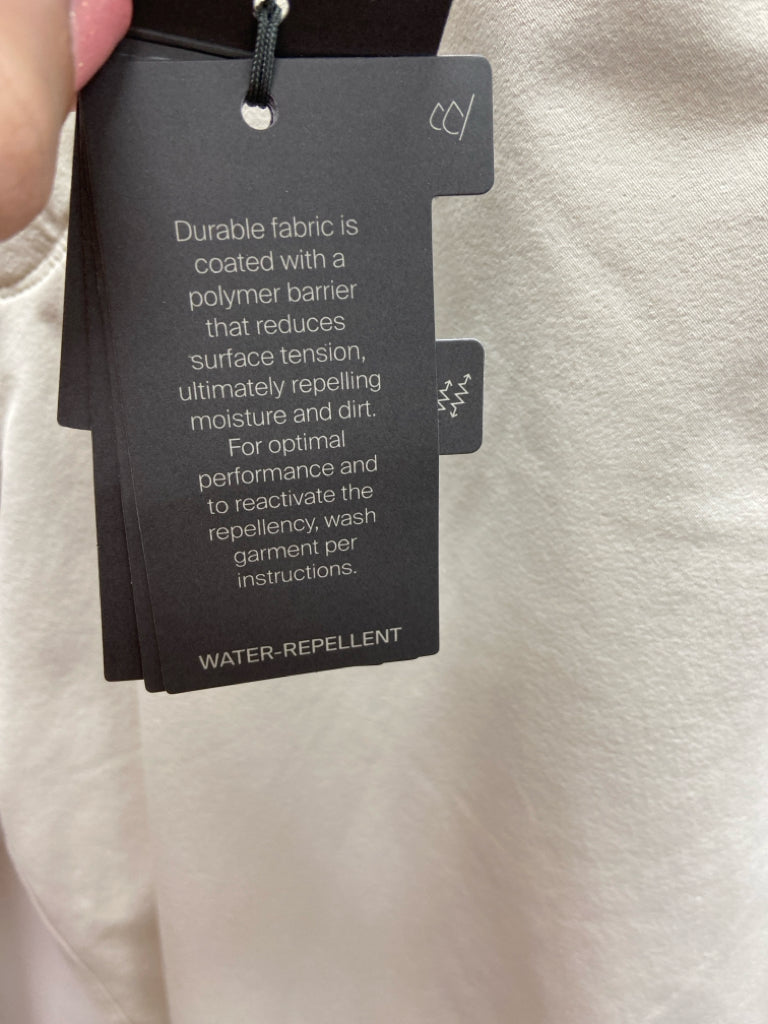 Durable fabric is
coated with a
polymer barrier
that reduces
surface tension,
ultimately repelling
moisture and dirt.
For optimal
performance and
to reactivate the
repellency, wash
garment per
instructions.
WATER-REPELLENT